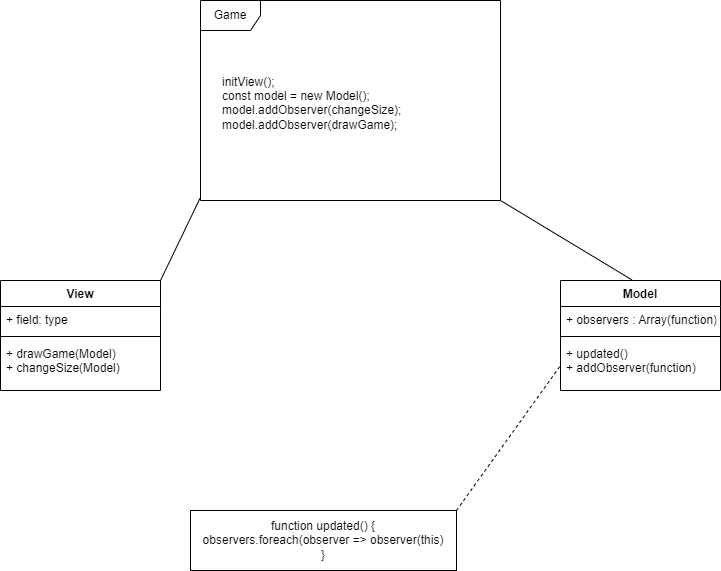 Game
initView();
const model = new Model();
model.addObserver(changeSize);
model.addObserver(drawGame);
View
+ field: type
+ drawGame(Model)
+ changeSize(Model)
Model
+ observers : Array(function)
+ updated()
+ addObserver(function)
function updated() {
observers.foreach(observer => observer(this)
}